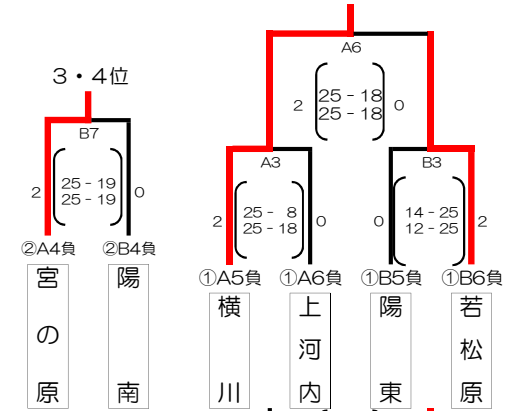 3・4位
B7
2 25 - 19 0
25 - 19
②A4負 ②B4負
宮の原 陽南
A6
2 25 - 18 0
25 - 18
A3 B3
2 25 - 8 0
25 - 18
0 14 - 25 2
12 - 25
①A5負 ①A6負 ①B5負 ①B6負
横川 上河内 陽東 若松原